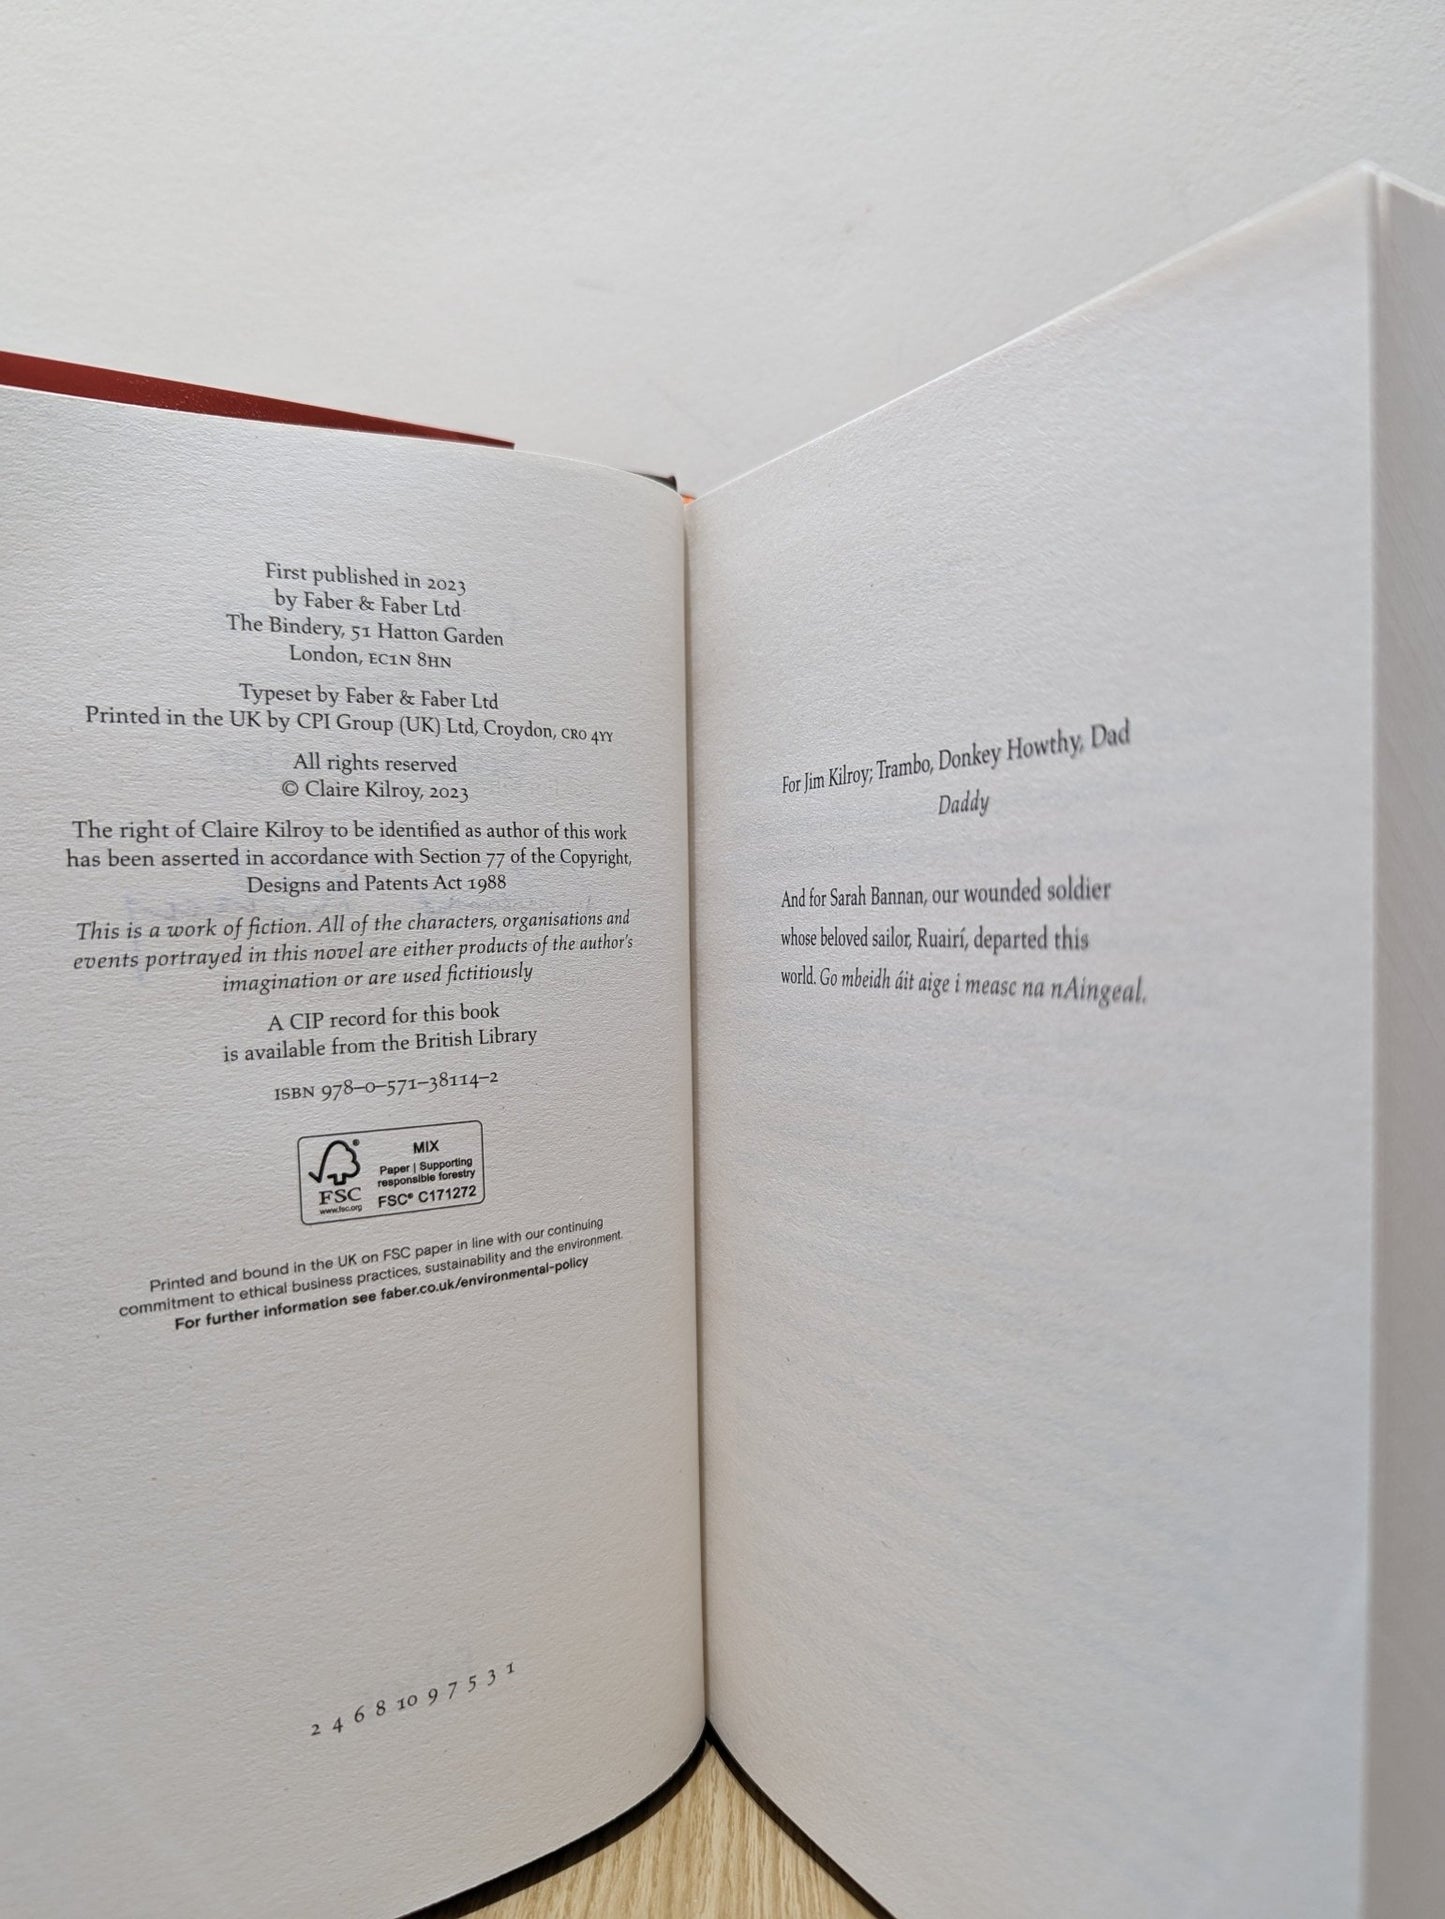 First published in 2023
by Faber & Faber Ltd
The Bindery, 51 Hatton Garden
London, EC1N 8HN
Typeset by Faber & Faber Ltd
Printed in the UK by CPI Group (UK) Ltd, Croydon, CR0 4YY
All rights reserved
© Claire Kilroy, 2023
The right of Claire Kilroy to be identified as author of this work
has been asserted in accordance with Section 77 of the Copyright,
Designs and Patents Act 1988
This is a work of fiction. All of the characters, organisations and
events portrayed in this novel are either products of the author's
imagination or are used fictitiously
A CIP record for this book
is available from the British Library
ISBN 978–0–571–38114–2
MIX
Paper | Supporting
responsible forestry
FSC® C171272
FSC
www.fsc.org
Printed and bound in the UK on FSC paper in line with our continuing
commitment to ethical business practices, sustainability and the environment.
For further information see faber.co.uk/environmental-policy
2 4 6 8 10 9 7 5 3 1
For Jim Kilroy; Trambo, Donkey Howthy, Dad
Daddy
And for Sarah Bannan, our wounded soldier
whose beloved sailor, Ruairí, departed this
world. Go mbeidh áit aige i measc na nAingeal.